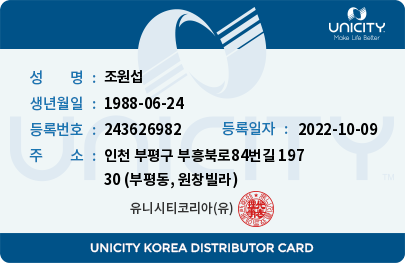 UNICITY
Make Life Better
성 명 : 조원섭
생년월일 : 1988-06-24
등록번호 : 243626982 등록일자 : 2022-10-09
주 소 : 인천 부평구 부흥북로84번길 197
30 (부평동, 원창빌라)
유니시티코리아(유)
UNICITY
UNICITY KOREA DISTRIBUTOR CARD